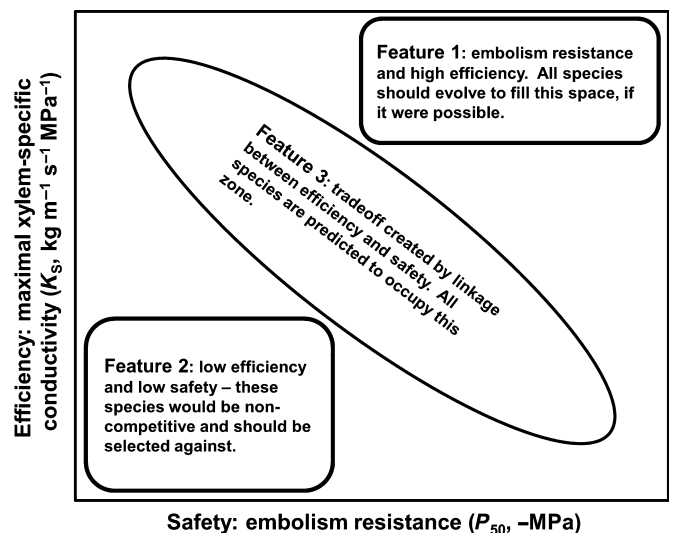 Efficiency: maximal xylem-specific
conductivity (KS, kg m–1 s–1 MPa–1)
Feature 1: embolism resistance
and high efficiency. All species
should evolve to fill this space, if
it were possible.
Feature 3: tradeoff created by linkage
between efficiency and safety. All
species are predicted to occupy this
zone.
Feature 2: low efficiency
and low safety – these
species would be non-
competitive and should be
selected against.
Safety: embolism resistance (P50, –MPa)